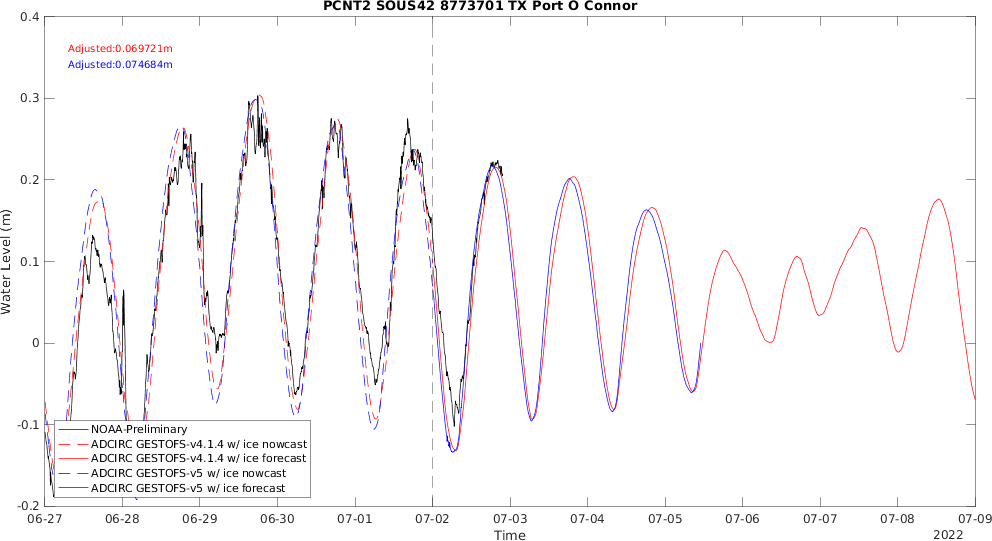 PCNT2 SOUS42 8773701 TX Port O Connor
Adjusted:0.069721m
Adjusted:0.074684m
0.4
0.3
0.2
0.1
0
-0.1
-0.2
Water Level (m)
NOAA-Preliminary
ADCIRC GESTOFS-v4.1.4 w/ ice nowcast
ADCIRC GESTOFS-v4.1.4 w/ ice forecast
ADCIRC GESTOFS-v5 w/ ice nowcast
ADCIRC GESTOFS-v5 w/ ice forecast
06-27 06-28 06-29 06-30 07-01 07-02 07-03 07-04 07-05 07-06 07-07 07-08 07-09
Time
2022